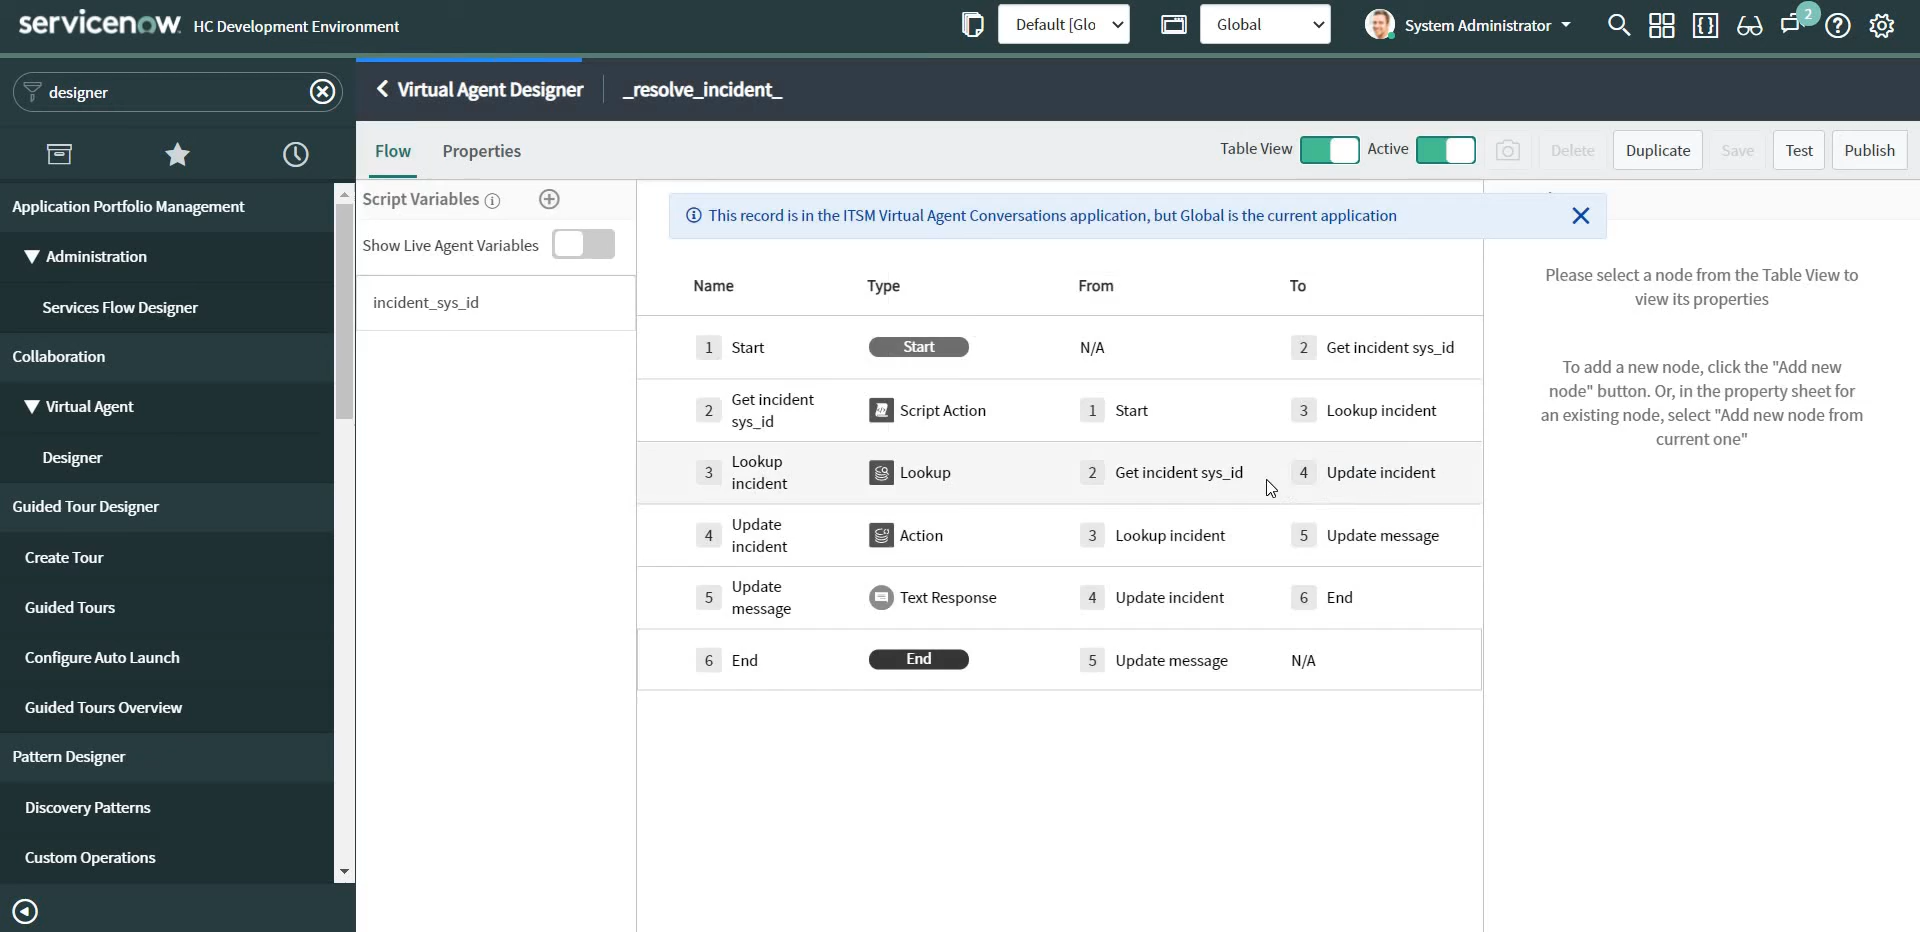 servicenow. HC Development Environment
Default [Glo
Global
System Administrator
2
designer
Virtual Agent Designer
_resolve_incident_
Flow
Properties
Table View
Active
Delete
Duplicate
Save
Test
Publish
Application Portfolio Management
Administration
Services Flow Designer
Collaboration
Virtual Agent
Designer
Guided Tour Designer
Create Tour
Guided Tours
Configure Auto Launch
Guided Tours Overview
Pattern Designer
Discovery Patterns
Custom Operations
Script Variables
Show Live Agent Variables
incident_sys_id
This record is in the ITSM Virtual Agent Conversations application, but Global is the current application
Name Type From To
1 Start Start N/A 2 Get incident sys_id
2 Get incident
sys_id
Script Action 1 Start 3 Lookup incident
3 Lookup
incident
Lookup 2 Get incident sys_id 4 Update incident
4 Update
incident
Action 3 Lookup incident 5 Update message
5 Update
message
Text Response 4 Update incident 6 End
6 End End 5 Update message N/A
Please select a node from the Table View to
view its properties
To add a new node, click the "Add new
node" button. Or, in the property sheet for
an existing node, select "Add new node from
current one"